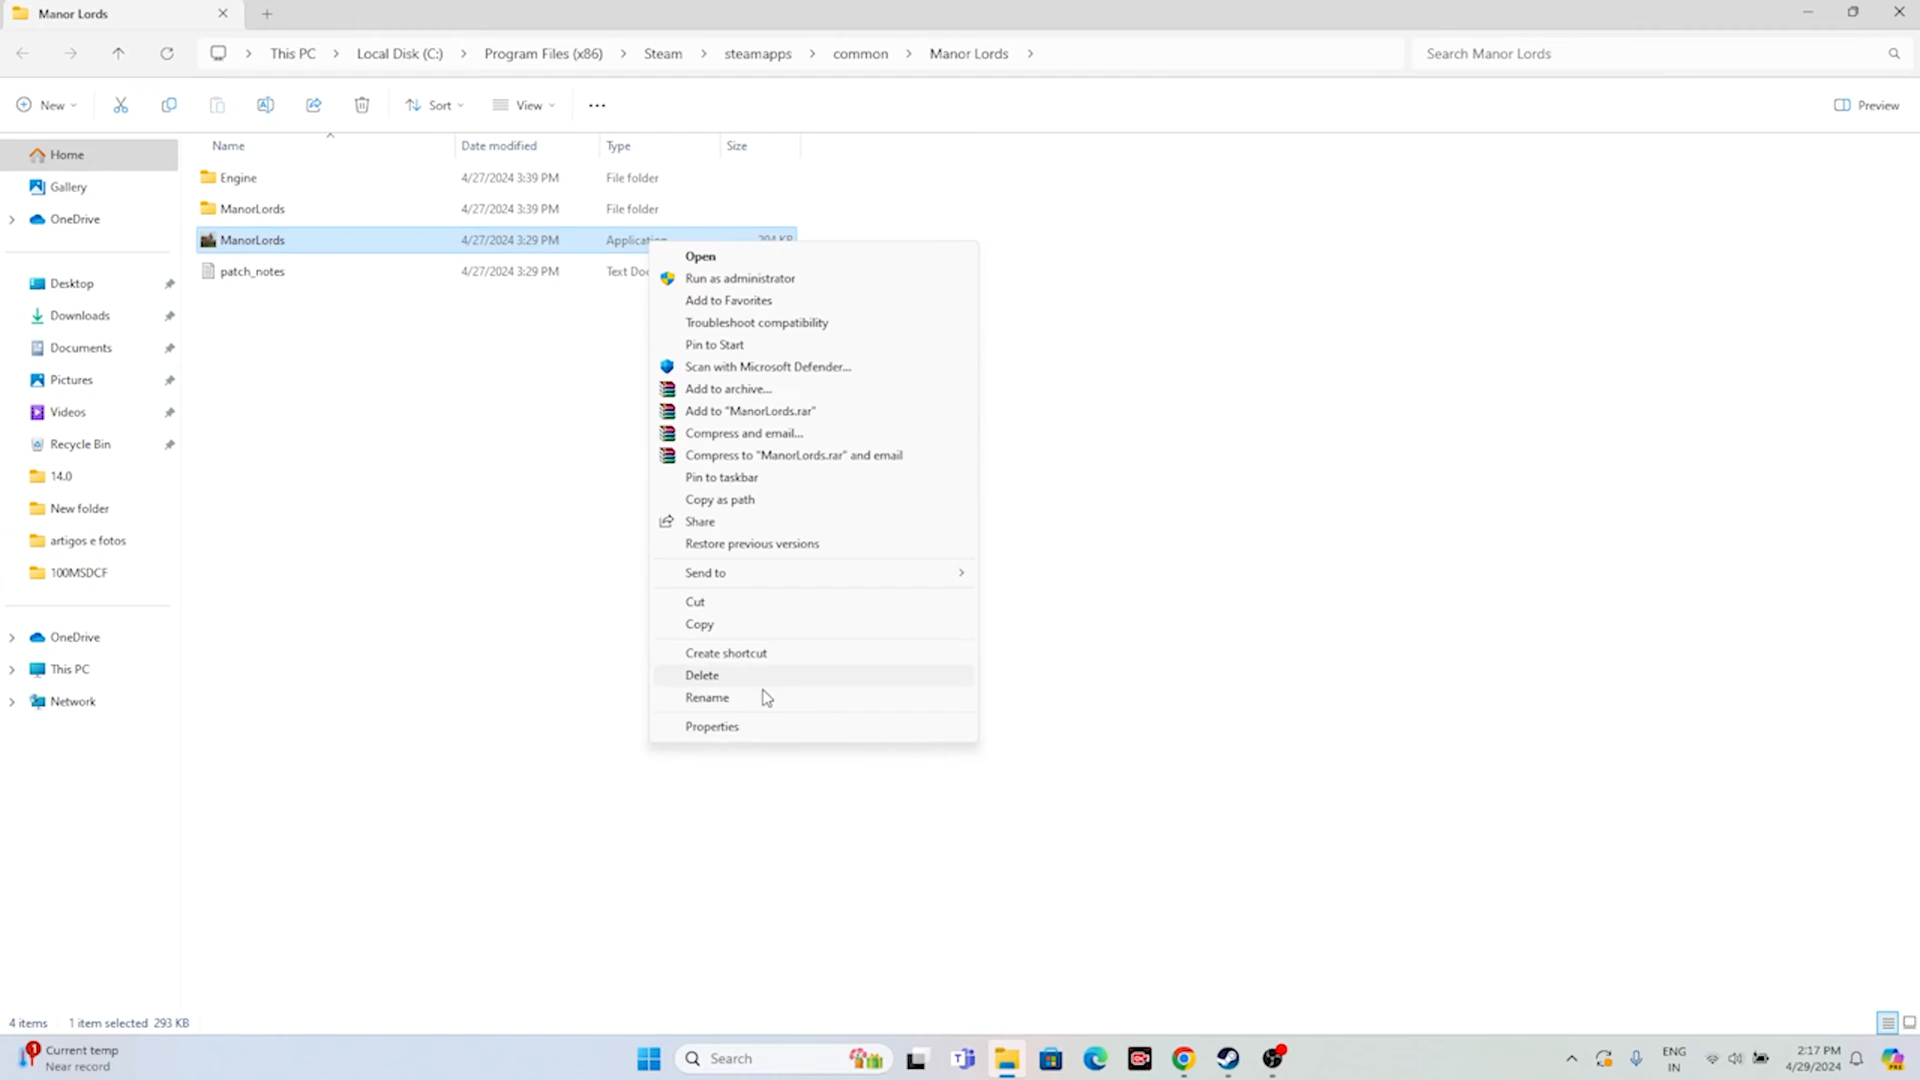 Manor Lords
This PC
Local Disk (C:)
Program Files (x86)
Steam
steamapps
common
Manor Lords
Search Manor Lords
New
Sort
View
Preview
Name
Date modified
Type
Size
Home
Gallery
OneDrive
Desktop
Downloads
Documents
Pictures
Videos
Recycle Bin
14.0
New folder
artigos e fotos
100MSDCF
OneDrive
This PC
Network
Engine 4/27/2024 3:39 PM File folder
ManorLords 4/27/2024 3:39 PM File folder
ManorLords 4/27/2024 3:29 PM Application
patch_notes 4/27/2024 3:29 PM Text Doc
Open
Run as administrator
Add to Favorites
Troubleshoot compatibility
Pin to Start
Scan with Microsoft Defender...
Add to archive...
Add to "ManorLords.rar"
Compress and email...
Compress to "ManorLords.rar" and email
Pin to taskbar
Copy as path
Share
Restore previous versions
Send to
Cut
Copy
Create shortcut
Delete
Rename
Properties
4 items 1 item selected 293 KB
1
Current temp
Near record
Search
ENG
IN
2:17 PM
4/29/2024